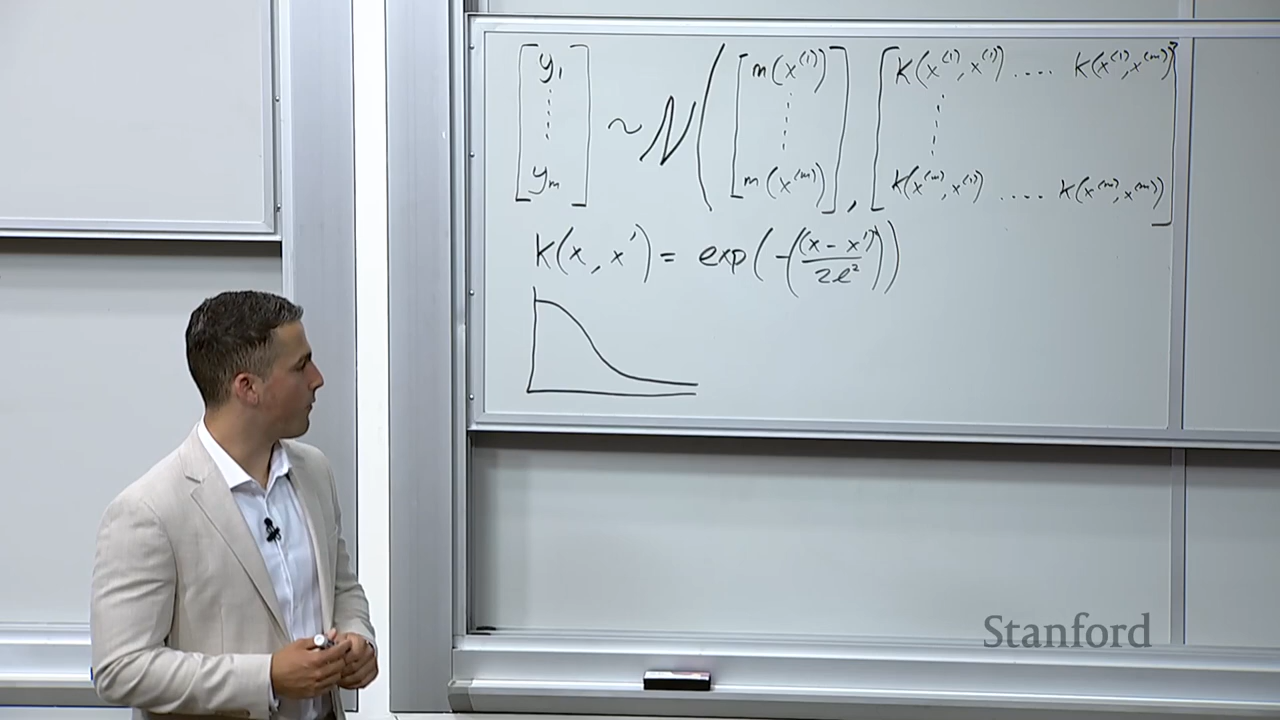 [y₁ ⋮ yₘ] ~ N([m(x⁽¹⁾) ⋮ m(x⁽ᵐ⁾)], [k(x⁽¹⁾, x⁽¹⁾) .... k(x⁽¹⁾, x⁽ᵐ⁾) ⋮ k(x⁽ᵐ⁾, x⁽¹⁾) .... k(x⁽ᵐ⁾, x⁽ᵐ⁾)]
k(x, x') = exp(-((x - x')²/2ℓ²))
Stanford